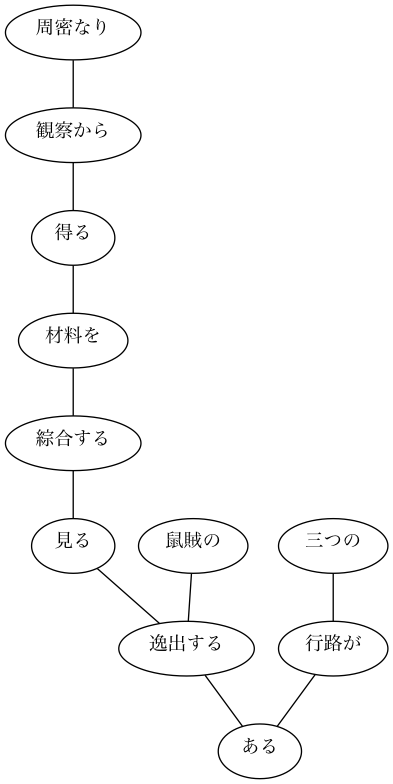 周密なり
観察から
得る
材料を
綜合する
見る
鼠賊の
三つの
逸出する
行路が
ある